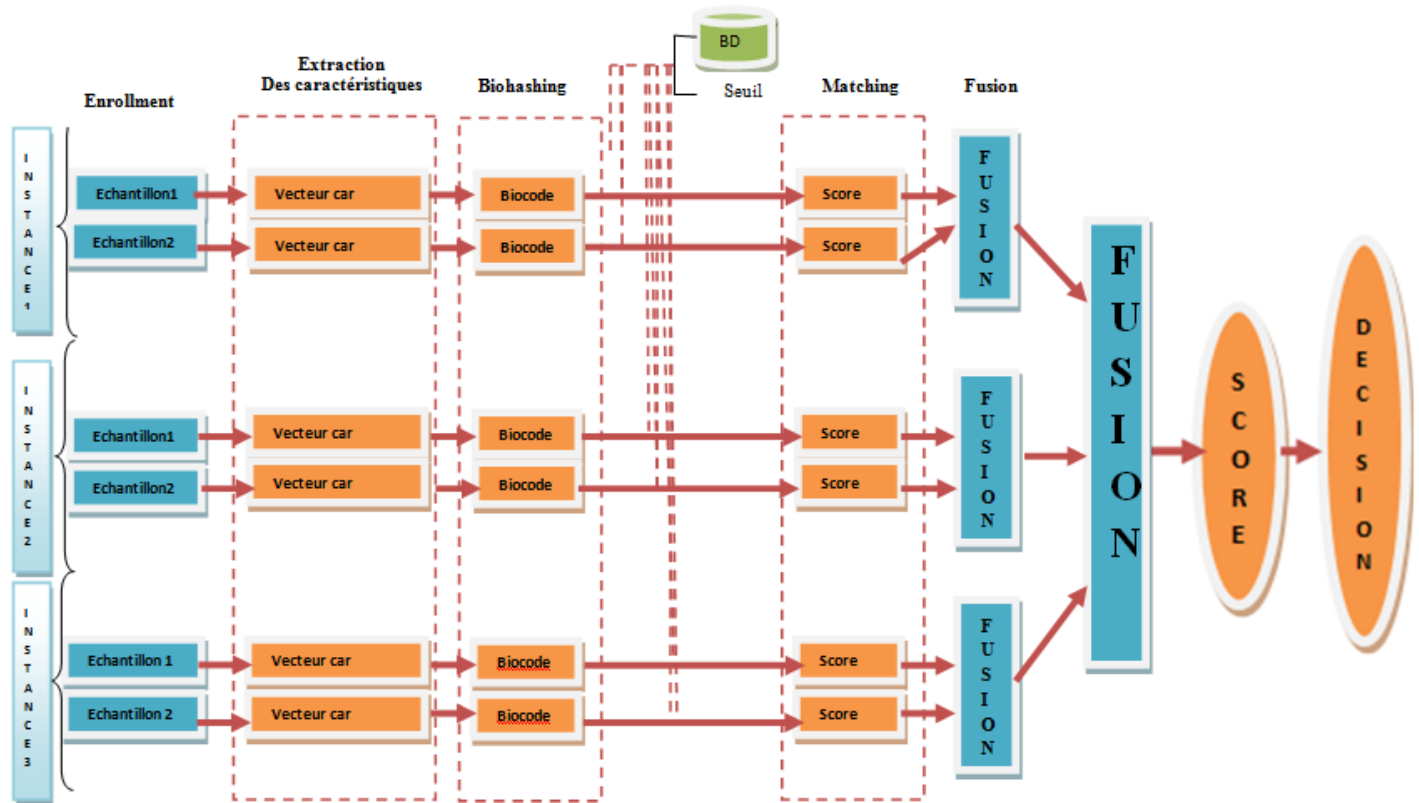 BD
Seuil
Enrollment
Extraction
Des caractéristiques
Biohashing
Matching
Fusion
INSTANCE1
Echantillon1
Vecteur car
Biocode
Score
Echantillon2
Vecteur car
Biocode
Score
FUSION
INSTANCE2
Echantillon1
Vecteur car
Biocode
Score
Echantillon2
Vecteur car
Biocode
Score
FUSION
INSTANCE3
Echantillon 1
Vecteur car
Biocode
Score
Echantillon 2
Vecteur car
Biocode
Score
FUSION
FUSION
SCORE
DECISION